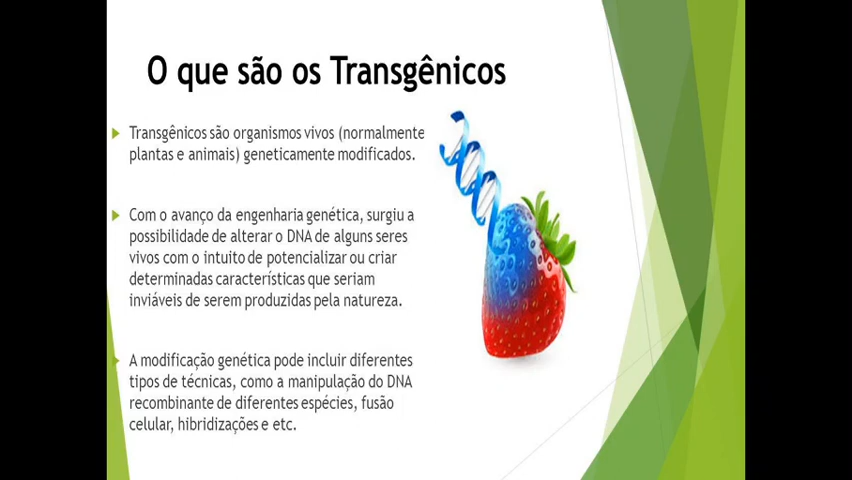 O que são os Transgênicos
Transgênicos são organismos vivos (normalmente
plantas e animais) geneticamente modificados.
Com o avanço da engenharia genética, surgiu a
possibilidade de alterar o DNA de alguns seres
vivos com o intuito de potencializar ou criar
determinadas características que seriam
inviáveis de serem produzidas pela natureza.
A modificação genética pode incluir diferentes
tipos de técnicas, como a manipulação do DNA
recombinante de diferentes espécies, fusão
celular, hibridizações e etc.